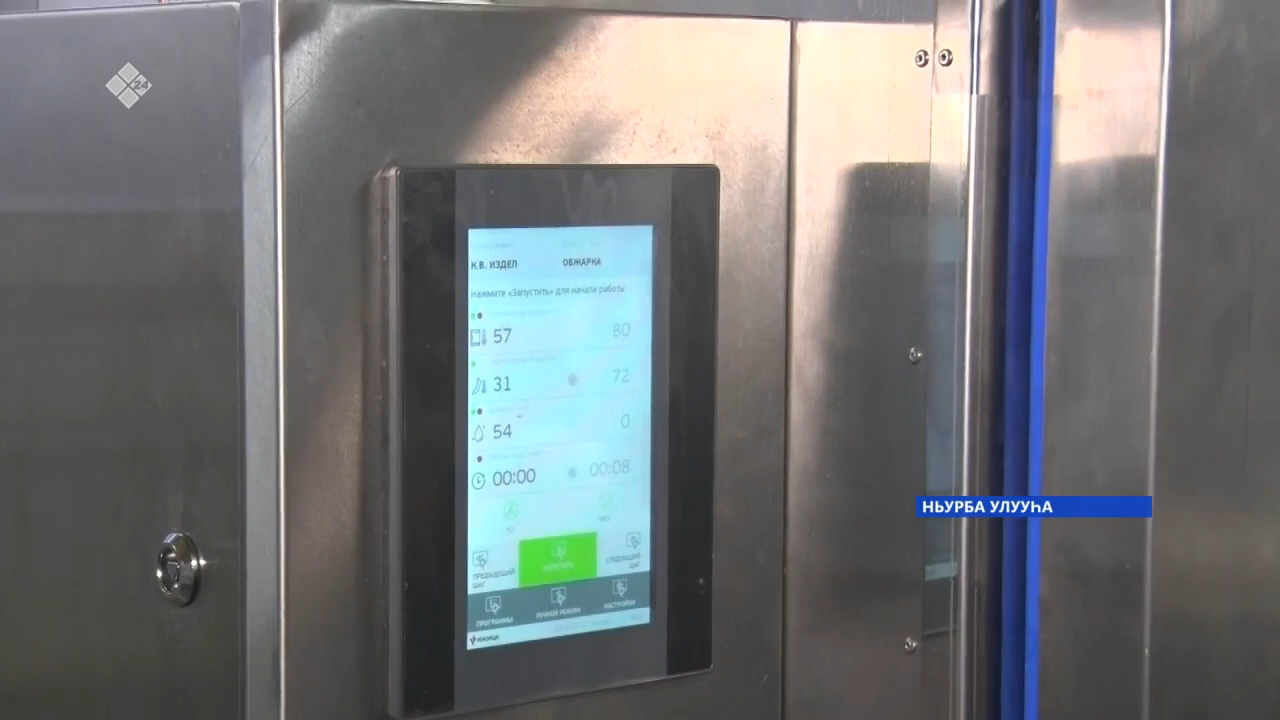 24
К.В. ИЗДЕЛ ОБЖАРКА
Нажмите «Запустить» для начала работы
57 80
31 72
54 0
00:00 00:08
ПРЕДЫДУЩИЙ ШАГ
СЛЕДУЮЩИЙ ШАГ
ПРОГРАММЫ РУЧНОЙ РЕЖИМ НАСТРОЙКИ
НЬУРБА УЛУУҺА